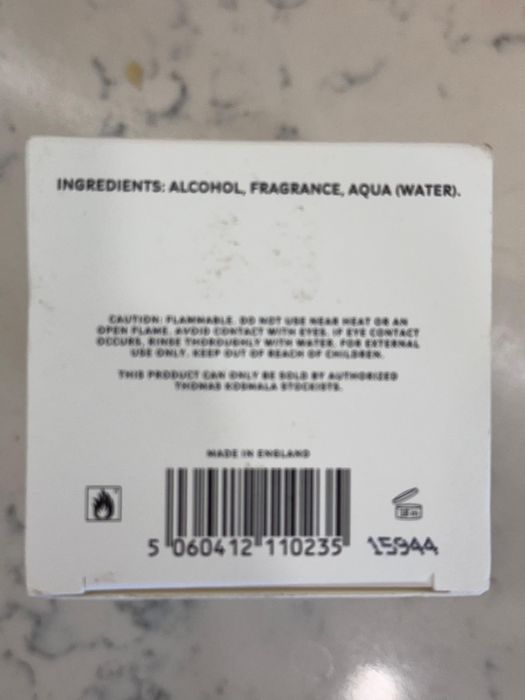 INGREDIENTS: ALCOHOL, FRAGRANCE, AQUA (WATER).
CAUTION: FLAMMABLE. DO NOT USE NEAR HEAT OR AN
OPEN FLAME. AVOID CONTACT WITH EYES. IF EYE CONTACT
OCCURS, RINSE THOROUGHLY WITH WATER. FOR EXTERNAL
USE ONLY. KEEP OUT OF REACH OF CHILDREN.
THIS PRODUCT CAN ONLY BE SOLD BY AUTHORIZED
THOMAS KOSMALA STOCKISTS.
MADE IN ENGLAND
5 060412 110235
15944